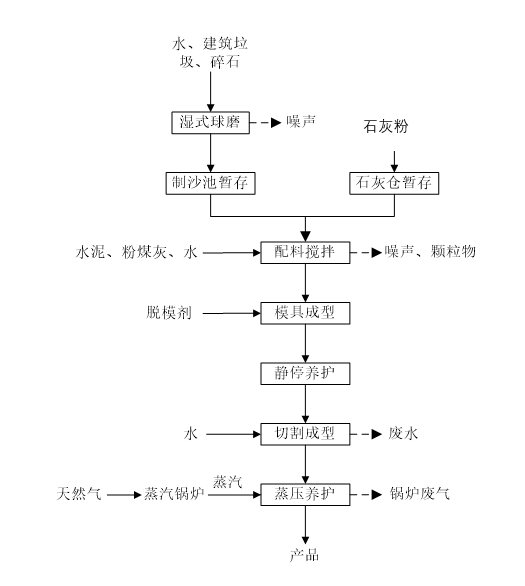 水、建筑垃
圾、碎石
湿式球磨
噪声
石灰粉
制沙池暂存
石灰仓暂存
水泥、粉煤灰、水
配料搅拌
噪声、颗粒物
脱模剂
模具成型
静停养护
水
切割成型
废水
天然气
蒸汽锅炉
蒸汽
蒸压养护
锅炉废气
产品